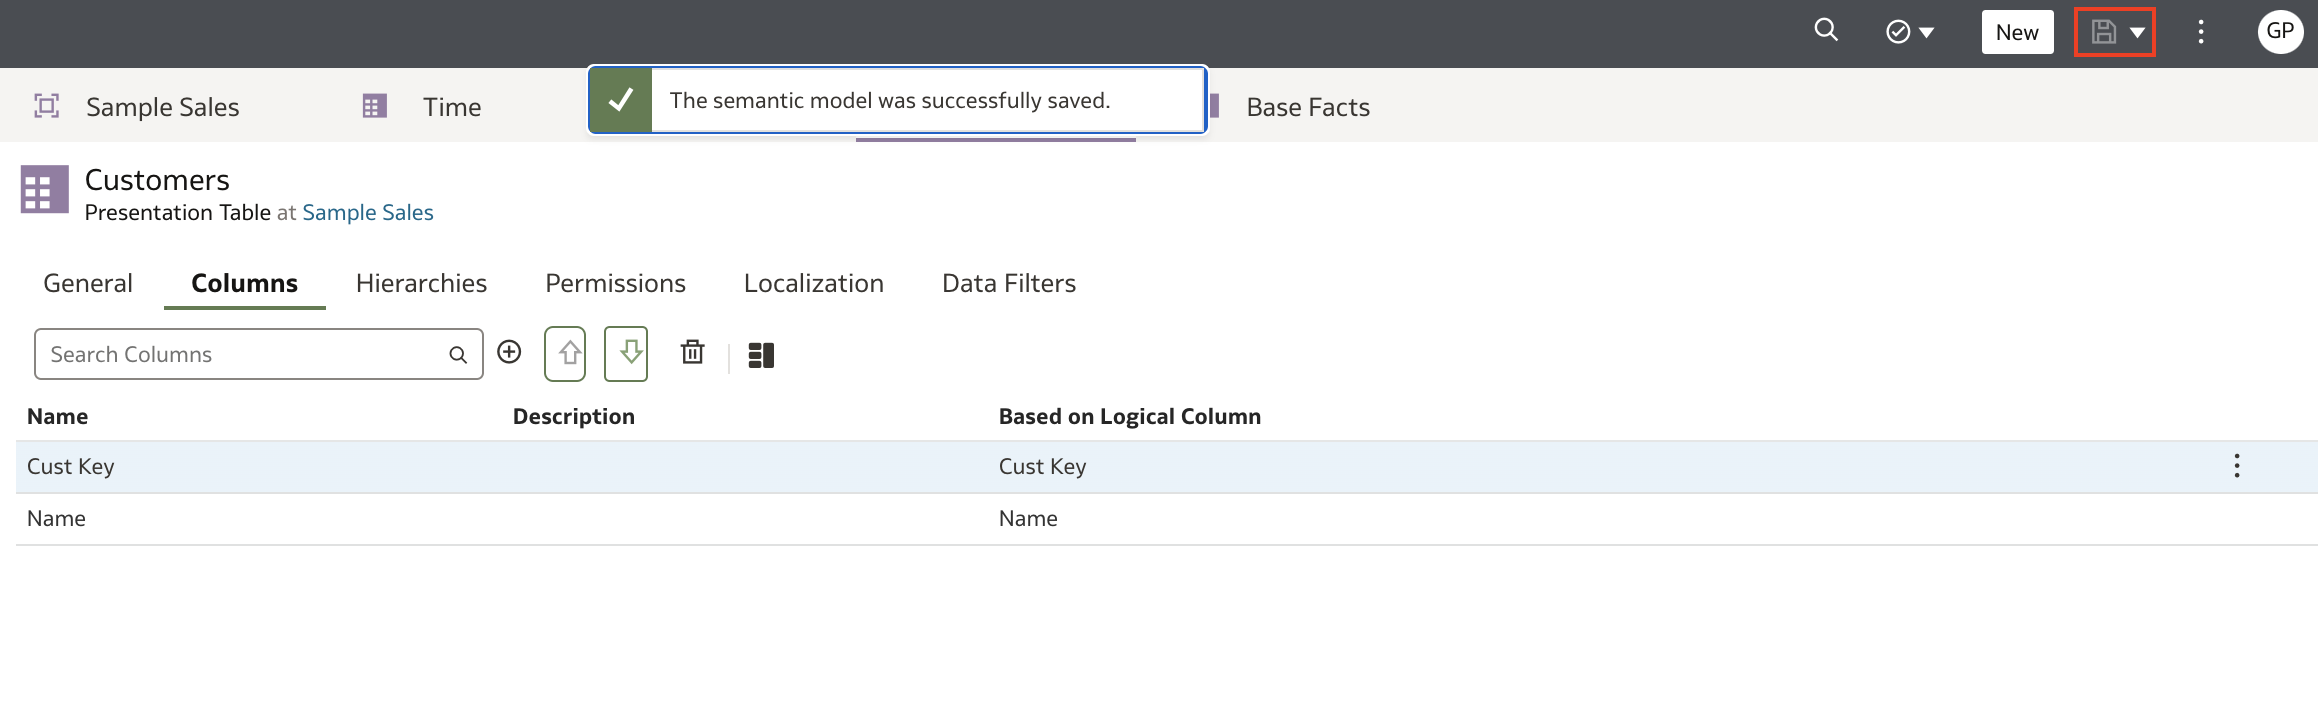 New
GP
Sample Sales
Time
The semantic model was successfully saved.
Base Facts
Customers
Presentation Table at Sample Sales
General
Columns
Hierarchies
Permissions
Localization
Data Filters
Search Columns
Name
Description
Based on Logical Column
Cust Key
Cust Key
Name
Name